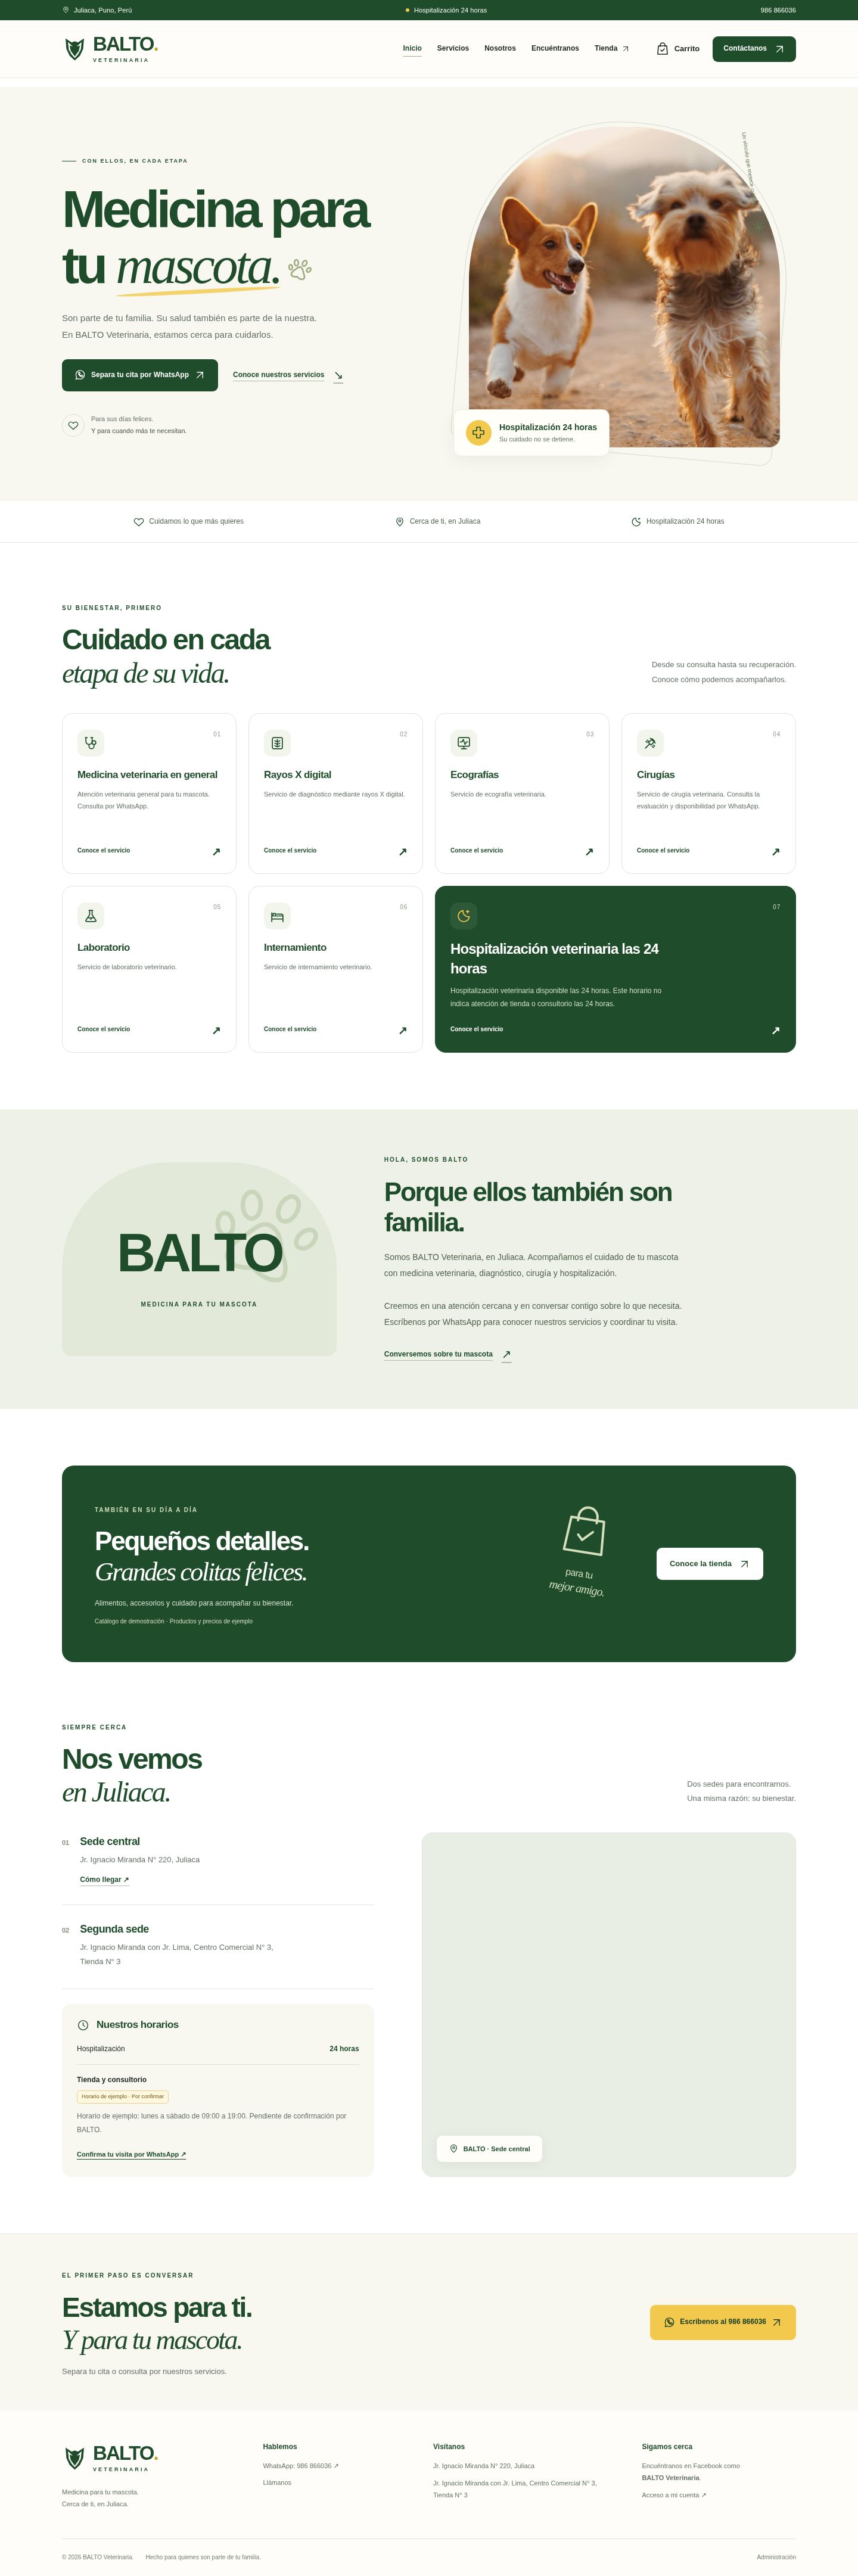 Juliaca, Puno, Perú
Hospitalización 24 horas
986 866036
BALTO.
VETERINARIA
Inicio
Servicios
Nosotros
Encuéntranos
Tienda
Carrito
Contáctanos
CON ELLOS, EN CADA ETAPA
Medicina para
tu mascota.
Son parte de tu familia. Su salud también es parte de la nuestra.
En BALTO Veterinaria, estamos cerca para cuidarlos.
Separa tu cita por WhatsApp
Conoce nuestros servicios ↘
Para sus días felices.
Y para cuando más te necesitan.
Un vínculo que merece
Hospitalización 24 horas
Su cuidado no se detiene.
Cuidamos lo que más quieres
Cerca de ti, en Juliaca
Hospitalización 24 horas
SU BIENESTAR, PRIMERO
Cuidado en cada
etapa de su vida.
Desde su consulta hasta su recuperación.
Conoce cómo podemos acompañarlos.
01
Medicina veterinaria en general
Atención veterinaria general para tu mascota.
Consulta por WhatsApp.
Conoce el servicio ↗
02
Rayos X digital
Servicio de diagnóstico mediante rayos X digital.
Conoce el servicio ↗
03
Ecografías
Servicio de ecografía veterinaria.
Conoce el servicio ↗
04
Cirugías
Servicio de cirugía veterinaria. Consulta la
evaluación y disponibilidad por WhatsApp.
Conoce el servicio ↗
05
Laboratorio
Servicio de laboratorio veterinario.
Conoce el servicio ↗
06
Internamiento
Servicio de internamiento veterinario.
Conoce el servicio ↗
07
Hospitalización veterinaria las 24
horas
Hospitalización veterinaria disponible las 24 horas. Este horario no
indica atención de tienda o consultorio las 24 horas.
Conoce el servicio ↗
BALTO
MEDICINA PARA TU MASCOTA
HOLA, SOMOS BALTO
Porque ellos también son
familia.
Somos BALTO Veterinaria, en Juliaca. Acompañamos el cuidado de tu mascota
con medicina veterinaria, diagnóstico, cirugía y hospitalización.
Creemos en una atención cercana y en conversar contigo sobre lo que necesita.
Escríbenos por WhatsApp para conocer nuestros servicios y coordinar tu visita.
Conversemos sobre tu mascota ↗
TAMBIÉN EN SU DÍA A DÍA
Pequeños detalles.
Grandes colitas felices.
Alimentos, accesorios y cuidado para acompañar su bienestar.
Catálogo de demostración · Productos y precios de ejemplo
para tu
mejor amigo.
Conoce la tienda
SIEMPRE CERCA
Nos vemos
en Juliaca.
Dos sedes para encontrarnos.
Una misma razón: su bienestar.
01
Sede central
Jr. Ignacio Miranda N° 220, Juliaca
Cómo llegar ↗
02
Segunda sede
Jr. Ignacio Miranda con Jr. Lima, Centro Comercial N° 3,
Tienda N° 3
Nuestros horarios
Hospitalización
24 horas
Tienda y consultorio
Horario de ejemplo · Por confirmar
Horario de ejemplo: lunes a sábado de 09:00 a 19:00. Pendiente de confirmación por
BALTO.
Confirma tu visita por WhatsApp ↗
BALTO · Sede central
EL PRIMER PASO ES CONVERSAR
Estamos para ti.
Y para tu mascota.
Separa tu cita o consulta por nuestros servicios.
Escríbenos al 986 866036
BALTO.
VETERINARIA
Medicina para tu mascota.
Cerca de ti, en Juliaca.
Hablemos
WhatsApp: 986 866036 ↗
Llámanos
Visítanos
Jr. Ignacio Miranda N° 220, Juliaca
Jr. Ignacio Miranda con Jr. Lima, Centro Comercial N° 3,
Tienda N° 3
Sigamos cerca
Encuéntranos en Facebook como
BALTO Veterinaria.
Acceso a mi cuenta ↗
© 2026 BALTO Veterinaria.
Hecho para quienes son parte de tu familia.
Administración